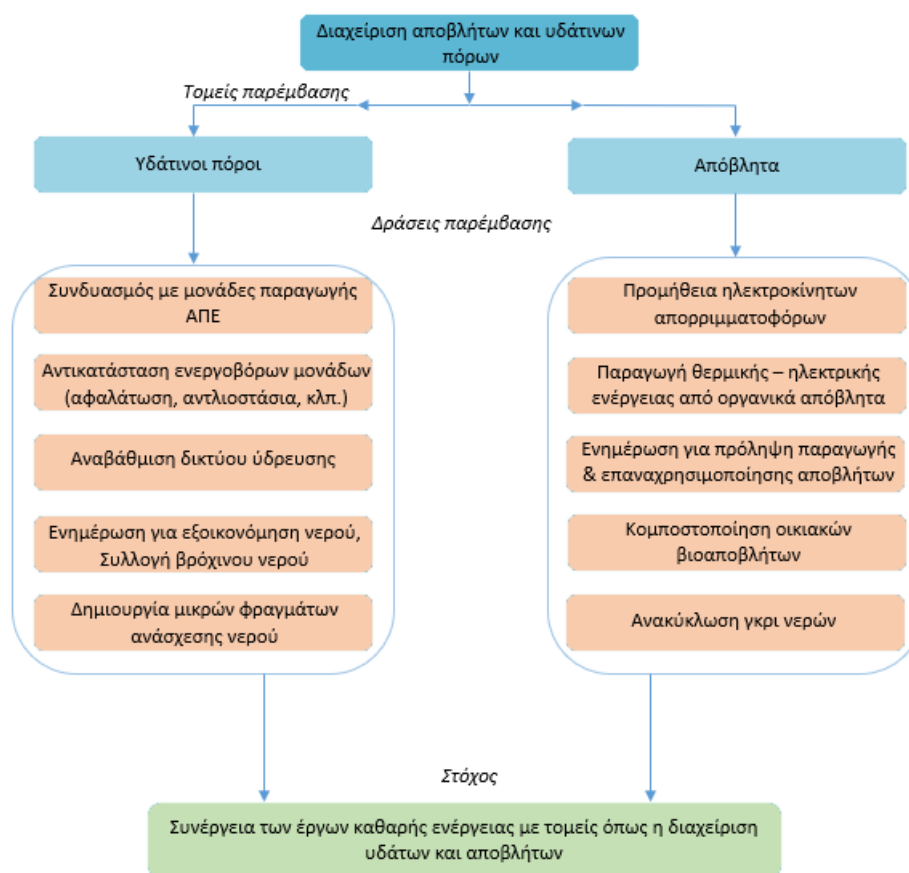 Διαχείριση αποβλήτων και υδάτινων
πόρων
Τομείς παρέμβασης
Υδάτινοι πόροι
Απόβλητα
Δράσεις παρέμβασης
Συνδυασμός με μονάδες παραγωγής
ΑΠΕ
Αντικατάσταση ενεργοβόρων μονάδων
(αφαλάτωση, αντλιοστάσια, κλπ.)
Αναβάθμιση δικτύου ύδρευσης
Ενημέρωση για εξοικονόμηση νερού,
Συλλογή βρόχινου νερού
Δημιουργία μικρών φραγμάτων
ανάσχεσης νερού
Προμήθεια ηλεκτροκίνητων
απορριμματοφόρων
Παραγωγή θερμικής – ηλεκτρικής
ενέργειας από οργανικά απόβλητα
Ενημέρωση για πρόληψη παραγωγής
& επαναχρησιμοποίησης αποβλήτων
Κομποστοποίηση οικιακών
βιοαποβλήτων
Ανακύκλωση γκρι νερών
Στόχος
Συνέργεια των έργων καθαρής ενέργειας με τομείς όπως η διαχείριση
υδάτων και αποβλήτων